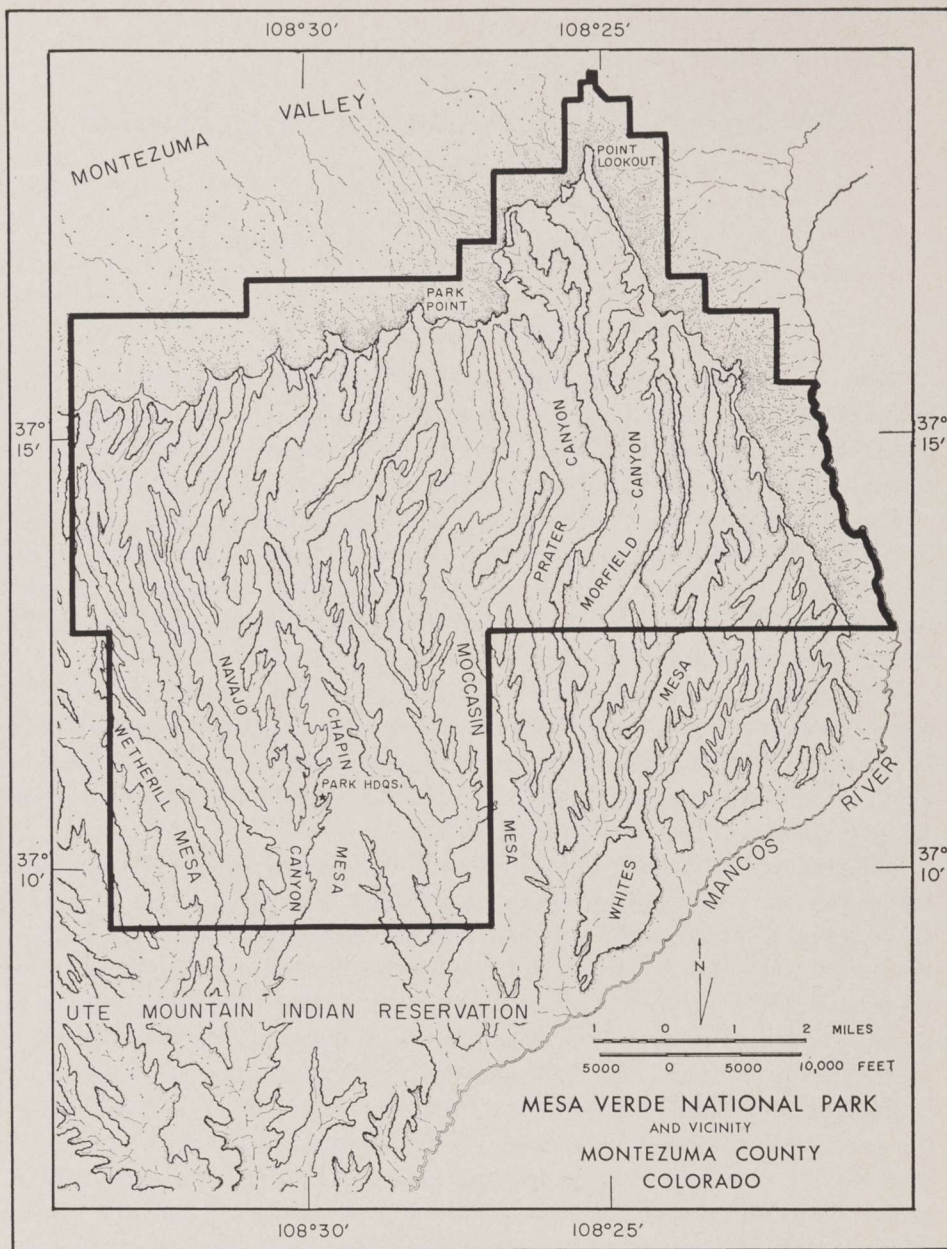 108°30′ 108°25′
MONTEZUMA VALLEY
POINT
LOOKOUT
PARK
POINT
37°
15′
37°
15′
PRATER CANYON
MORFIELD CANYON
NAVAJO CANYON
CHAPIN MESA
MOCCASIN MESA
WETHERILL MESA
PARK HDQS.
WHITES MESA
MANCOS RIVER
37°
10′
37°
10′
N
UTE MOUNTAIN INDIAN RESERVATION
1 0 1 2 MILES
5000 0 5000 10,000 FEET
MESA VERDE NATIONAL PARK
AND VICINITY
MONTEZUMA COUNTY
COLORADO
108°30′ 108°25′